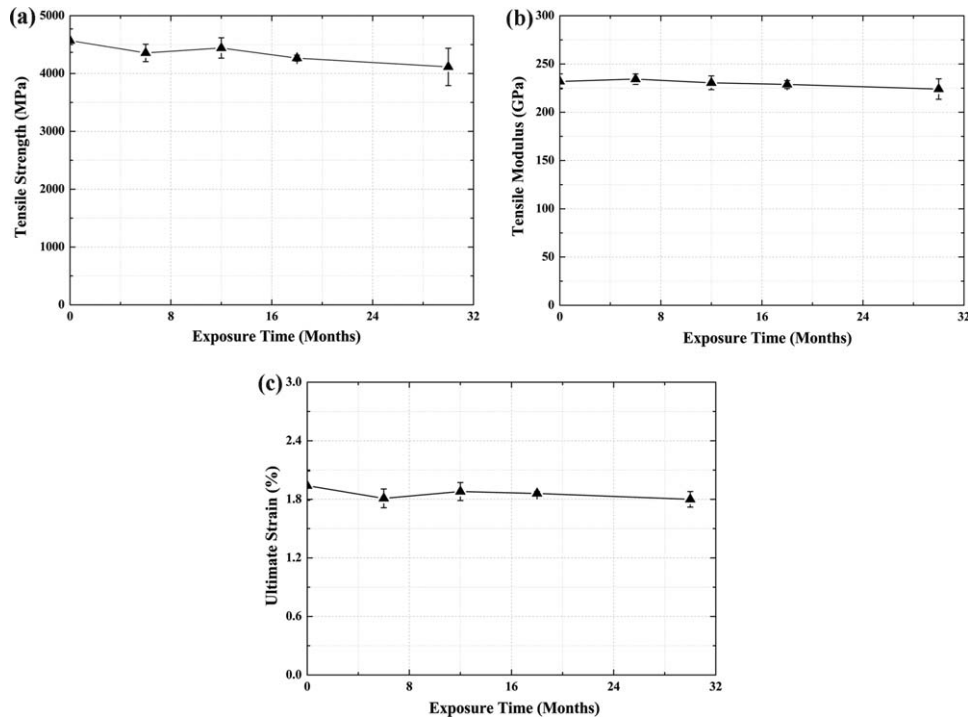 (a)
5000
4000
3000
2000
1000
0
Tensile Strength (MPa)
0 8 16 24 32
Exposure Time (Months)
(b)
300
250
200
150
100
50
0
Tensile Modulus (GPa)
0 8 16 24 32
Exposure Time (Months)
(c)
3.0
2.4
1.8
1.2
0.6
0.0
Ultimate Strain (%)
0 8 16 24 32
Exposure Time (Months)